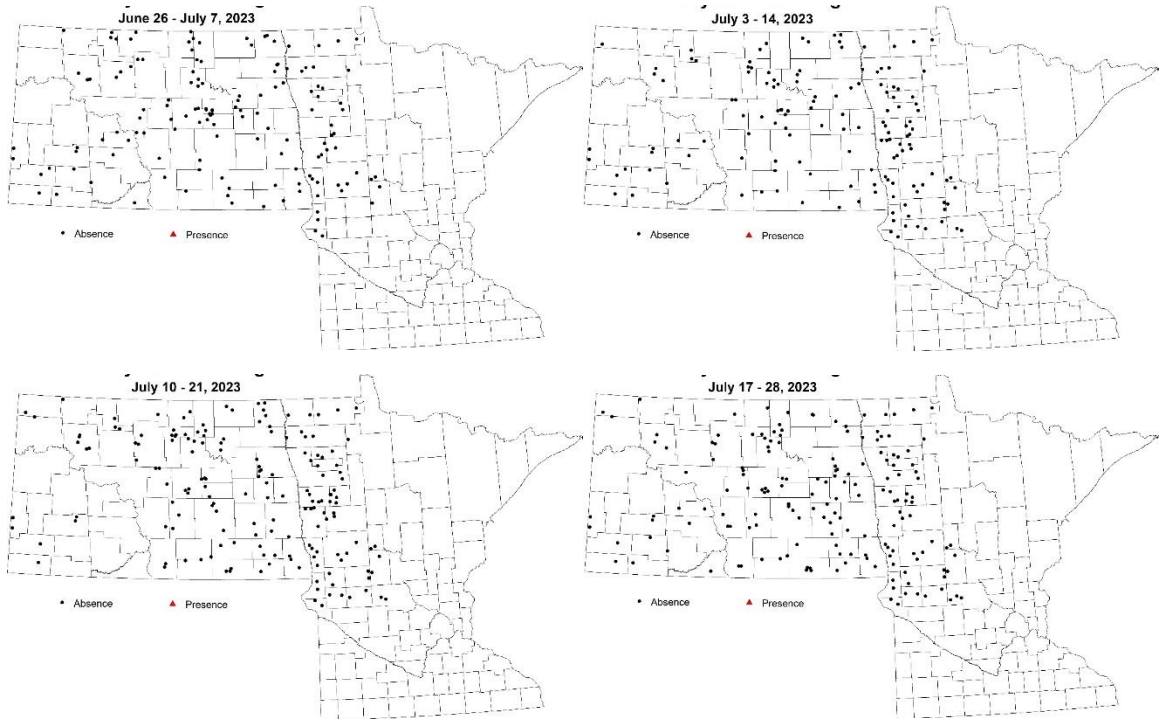 June 26 - July 7, 2023
Absence Presence
July 3 - 14, 2023
Absence Presence
July 10 - 21, 2023
Absence Presence
July 17 - 28, 2023
Absence Presence